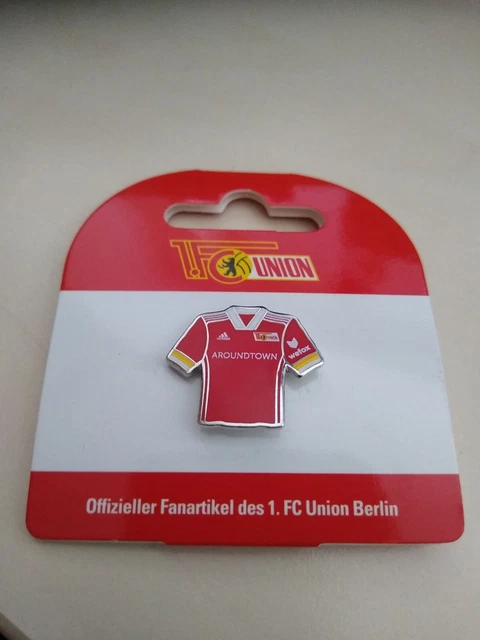 1.FC UNION
AROUNDTOWN
wefox
Offizieller Fanartikel des 1. FC Union Berlin